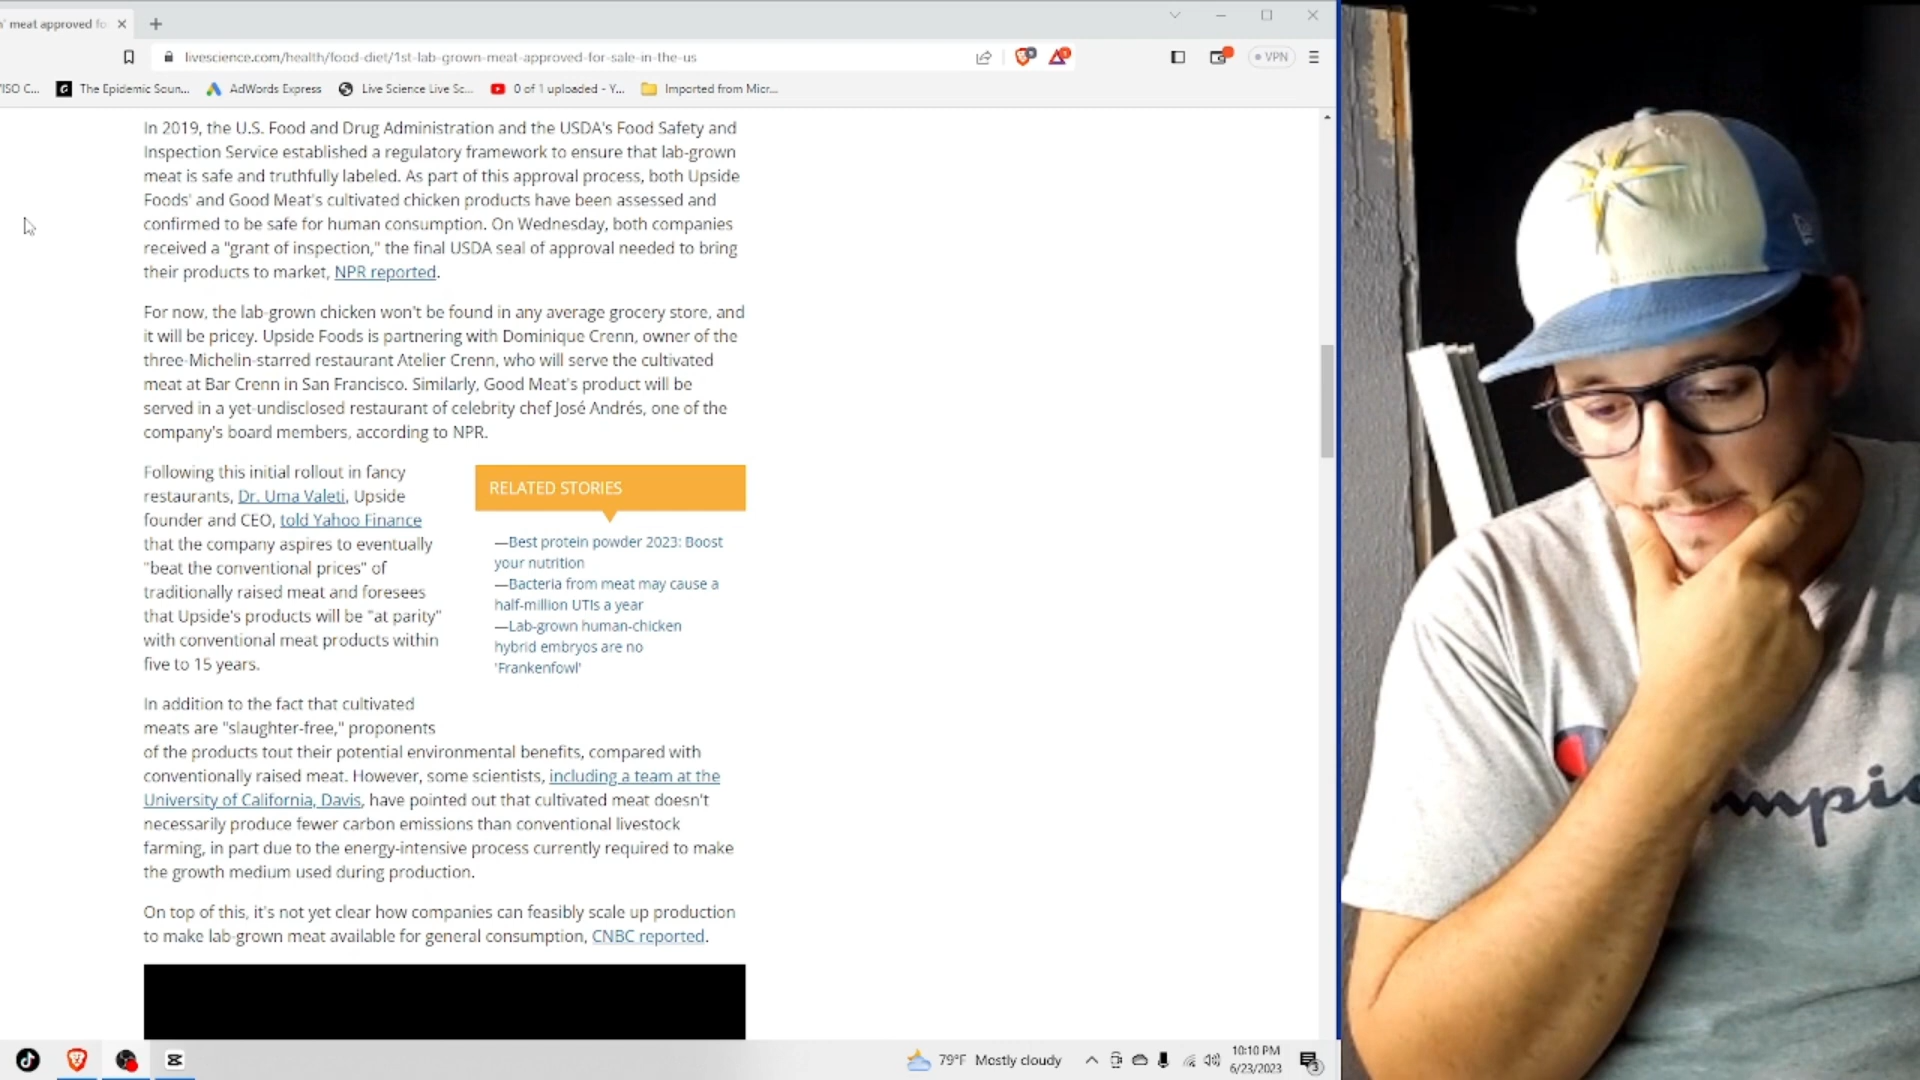 ' meat approved fo
livescience.com/health/food-diet/1st-lab-grown-meat-approved-for-sale-in-the-us
VPN
ISO C...
The Epidemic Soun...
AdWords Express
Live Science Live Sc...
0 of 1 uploaded - Y...
Imported from Micr...
In 2019, the U.S. Food and Drug Administration and the USDA's Food Safety and
Inspection Service established a regulatory framework to ensure that lab-grown
meat is safe and truthfully labeled. As part of this approval process, both Upside
Foods' and Good Meat's cultivated chicken products have been assessed and
confirmed to be safe for human consumption. On Wednesday, both companies
received a "grant of inspection," the final USDA seal of approval needed to bring
their products to market, NPR reported.
For now, the lab-grown chicken won't be found in any average grocery store, and
it will be pricey. Upside Foods is partnering with Dominique Crenn, owner of the
three-Michelin-starred restaurant Atelier Crenn, who will serve the cultivated
meat at Bar Crenn in San Francisco. Similarly, Good Meat's product will be
served in a yet-undisclosed restaurant of celebrity chef José Andrés, one of the
company's board members, according to NPR.
Following this initial rollout in fancy
restaurants, Dr. Uma Valeti, Upside
founder and CEO, told Yahoo Finance
that the company aspires to eventually
"beat the conventional prices" of
traditionally raised meat and foresees
that Upside's products will be "at parity"
with conventional meat products within
five to 15 years.
RELATED STORIES
—Best protein powder 2023: Boost
your nutrition
—Bacteria from meat may cause a
half-million UTIs a year
—Lab-grown human-chicken
hybrid embryos are no
'Frankenfowl'
In addition to the fact that cultivated
meats are "slaughter-free," proponents
of the products tout their potential environmental benefits, compared with
conventionally raised meat. However, some scientists, including a team at the
University of California, Davis, have pointed out that cultivated meat doesn't
necessarily produce fewer carbon emissions than conventional livestock
farming, in part due to the energy-intensive process currently required to make
the growth medium used during production.
On top of this, it's not yet clear how companies can feasibly scale up production
to make lab-grown meat available for general consumption, CNBC reported.
79°F Mostly cloudy
10:10 PM
6/23/2023
3
mpio